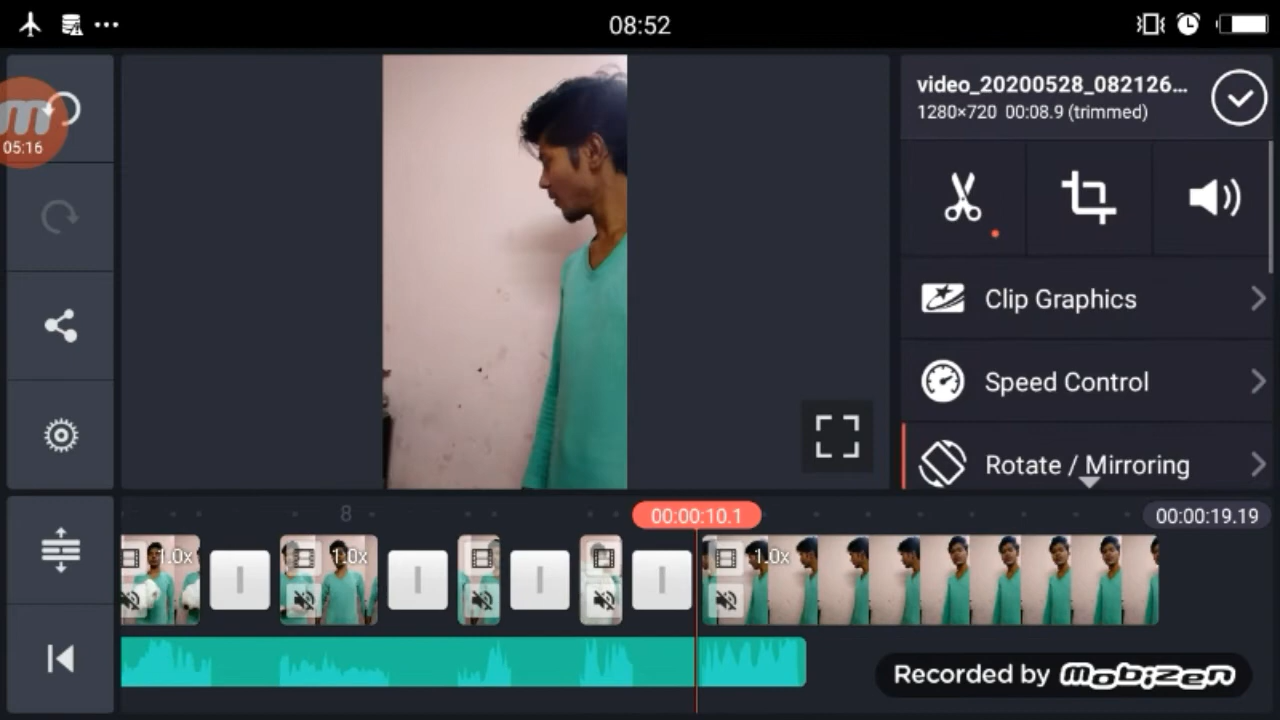 08:52
m
05:16
video_20200528_082126...
1280×720 00:08.9 (trimmed)
Clip Graphics
Speed Control
Rotate / Mirroring
8
00:00:10.1
00:00:19.19
1.0x
1.0x
1.0x
Recorded by mobizen